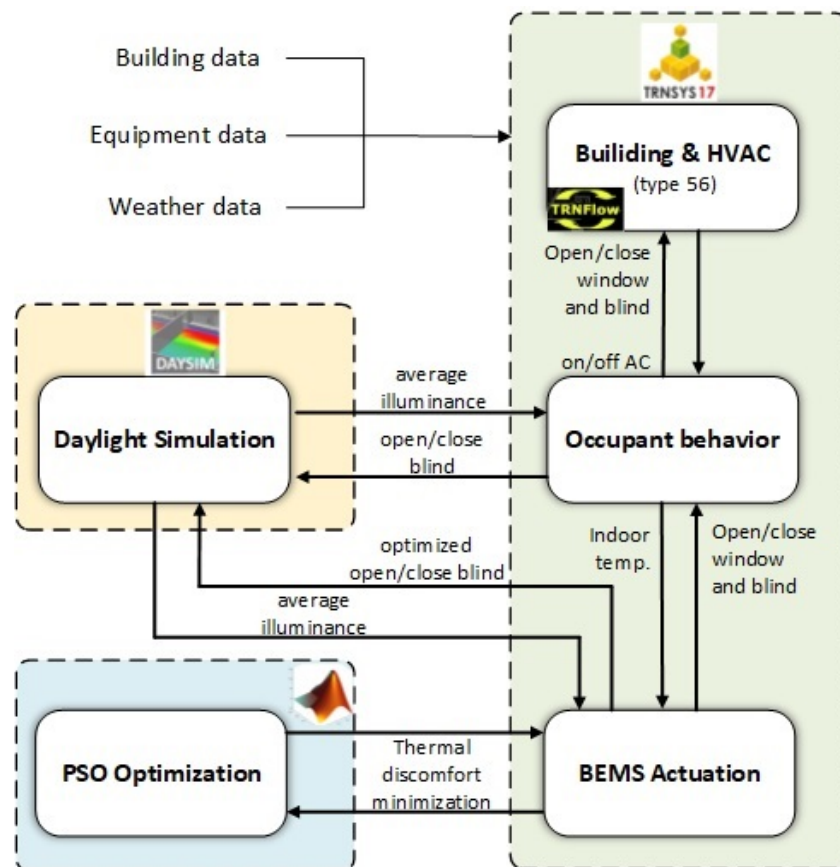 Building data
Equipment data
Weather data
TRNSYS 17
Builiding & HVAC
(type 56)
TRNFlow
Open/close
window
and blind
on/off AC
DAYSIM
Daylight Simulation
average
illuminance
open/close
blind
Occupant behavior
optimized
open/close blind
average
illuminance
Indoor
temp.
Open/close
window
and blind
PSO Optimization
Thermal
discomfort
minimization
BEMS Actuation